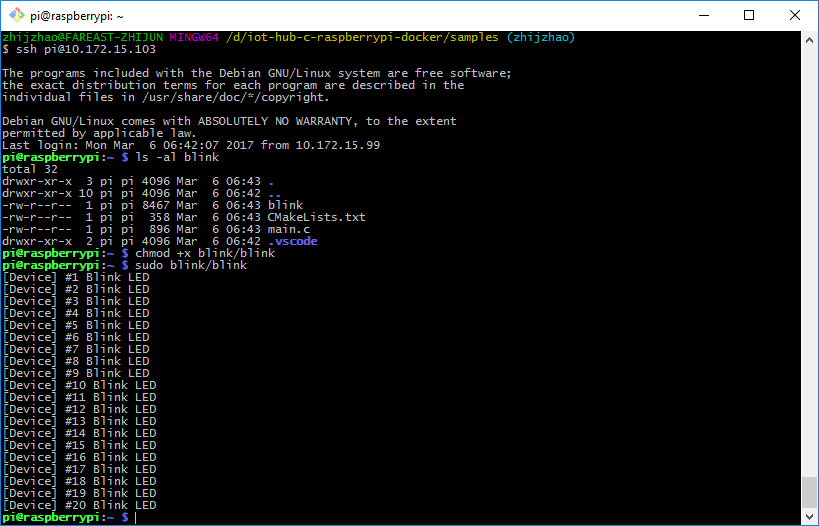 pi@raspberrypi: ~
zhijzhao@FAREAST-ZHIJUN MINGW64 /d/iot-hub-c-raspberrypi-docker/samples (zhijzhao)
$ ssh pi@10.172.15.103

The programs included with the Debian GNU/Linux system are free software;
the exact distribution terms for each program are described in the
individual files in /usr/share/doc/*/copyright.

Debian GNU/Linux comes with ABSOLUTELY NO WARRANTY, to the extent
permitted by applicable law.
Last login: Mon Mar  6 06:42:07 2017 from 10.172.15.99
pi@raspberrypi:~ $ ls -al blink
total 32
drwxr-xr-x  3 pi pi 4096 Mar  6 06:43 .
drwxr-xr-x 10 pi pi 4096 Mar  6 06:42 ..
-rw-r--r--  1 pi pi 8467 Mar  6 06:43 blink
-rw-r--r--  1 pi pi  358 Mar  6 06:43 CMakeLists.txt
-rw-r--r--  1 pi pi  896 Mar  6 06:43 main.c
drwxr-xr-x  2 pi pi 4096 Mar  6 06:42 .vscode
pi@raspberrypi:~ $ chmod +x blink/blink
pi@raspberrypi:~ $ sudo blink/blink
[Device] #1 Blink LED
[Device] #2 Blink LED
[Device] #3 Blink LED
[Device] #4 Blink LED
[Device] #5 Blink LED
[Device] #6 Blink LED
[Device] #7 Blink LED
[Device] #8 Blink LED
[Device] #9 Blink LED
[Device] #10 Blink LED
[Device] #11 Blink LED
[Device] #12 Blink LED
[Device] #13 Blink LED
[Device] #14 Blink LED
[Device] #15 Blink LED
[Device] #16 Blink LED
[Device] #17 Blink LED
[Device] #18 Blink LED
[Device] #19 Blink LED
[Device] #20 Blink LED
pi@raspberrypi:~ $